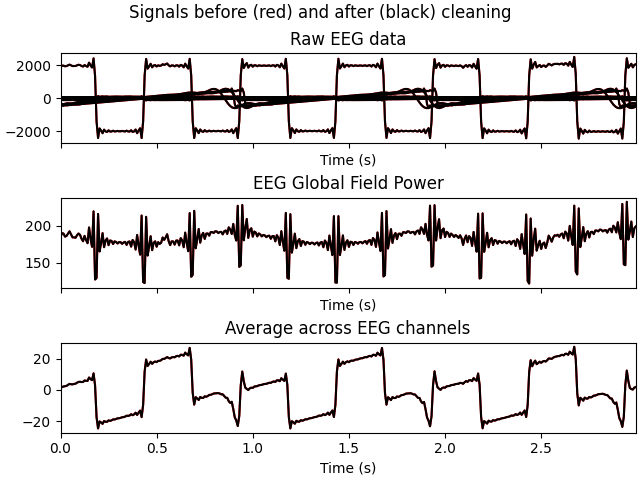 Signals before (red) and after (black) cleaning
Raw EEG data
2000
0
−2000
Time (s)
EEG Global Field Power
200
150
Time (s)
Average across EEG channels
20
0
−20
0.0 0.5 1.0 1.5 2.0 2.5
Time (s)